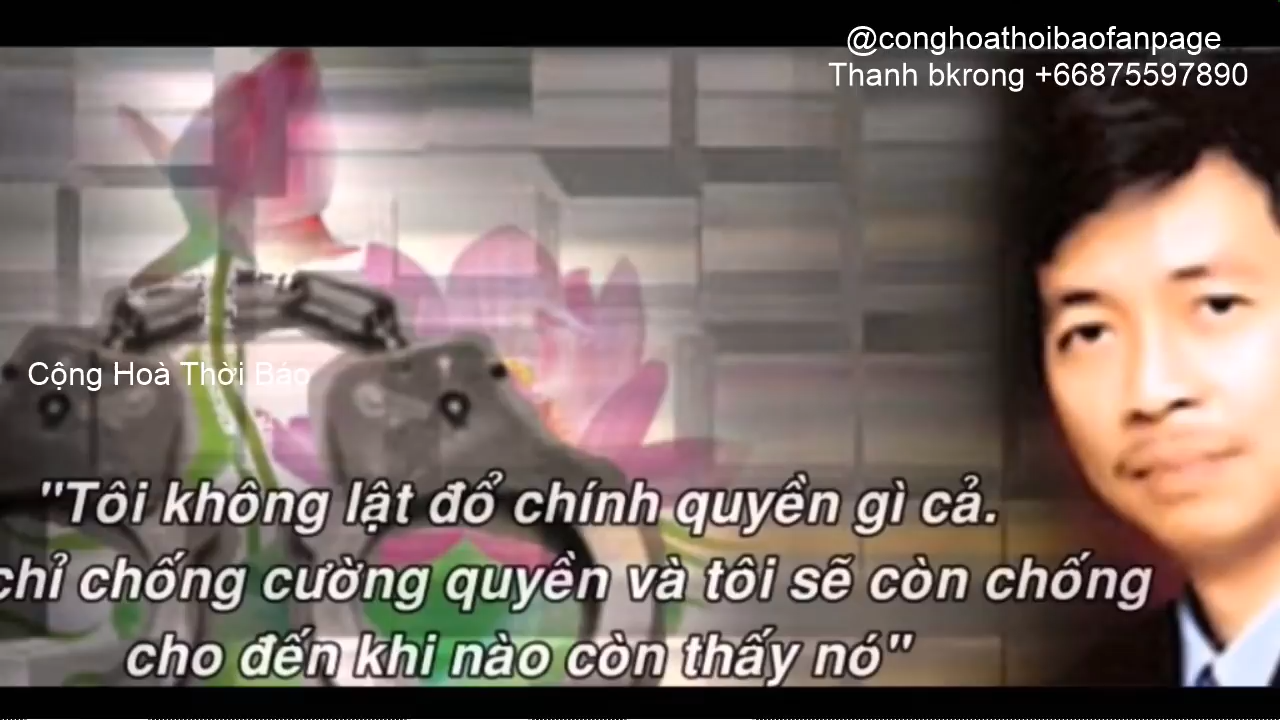 @conghoathoibaofanpage
Thanh bkrong +66875597890
Cộng Hoà Thời Báo
"Tôi không lật đổ chính quyền gì cả.
chỉ chống cường quyền và tôi sẽ còn chống
cho đến khi nào còn thấy nó"